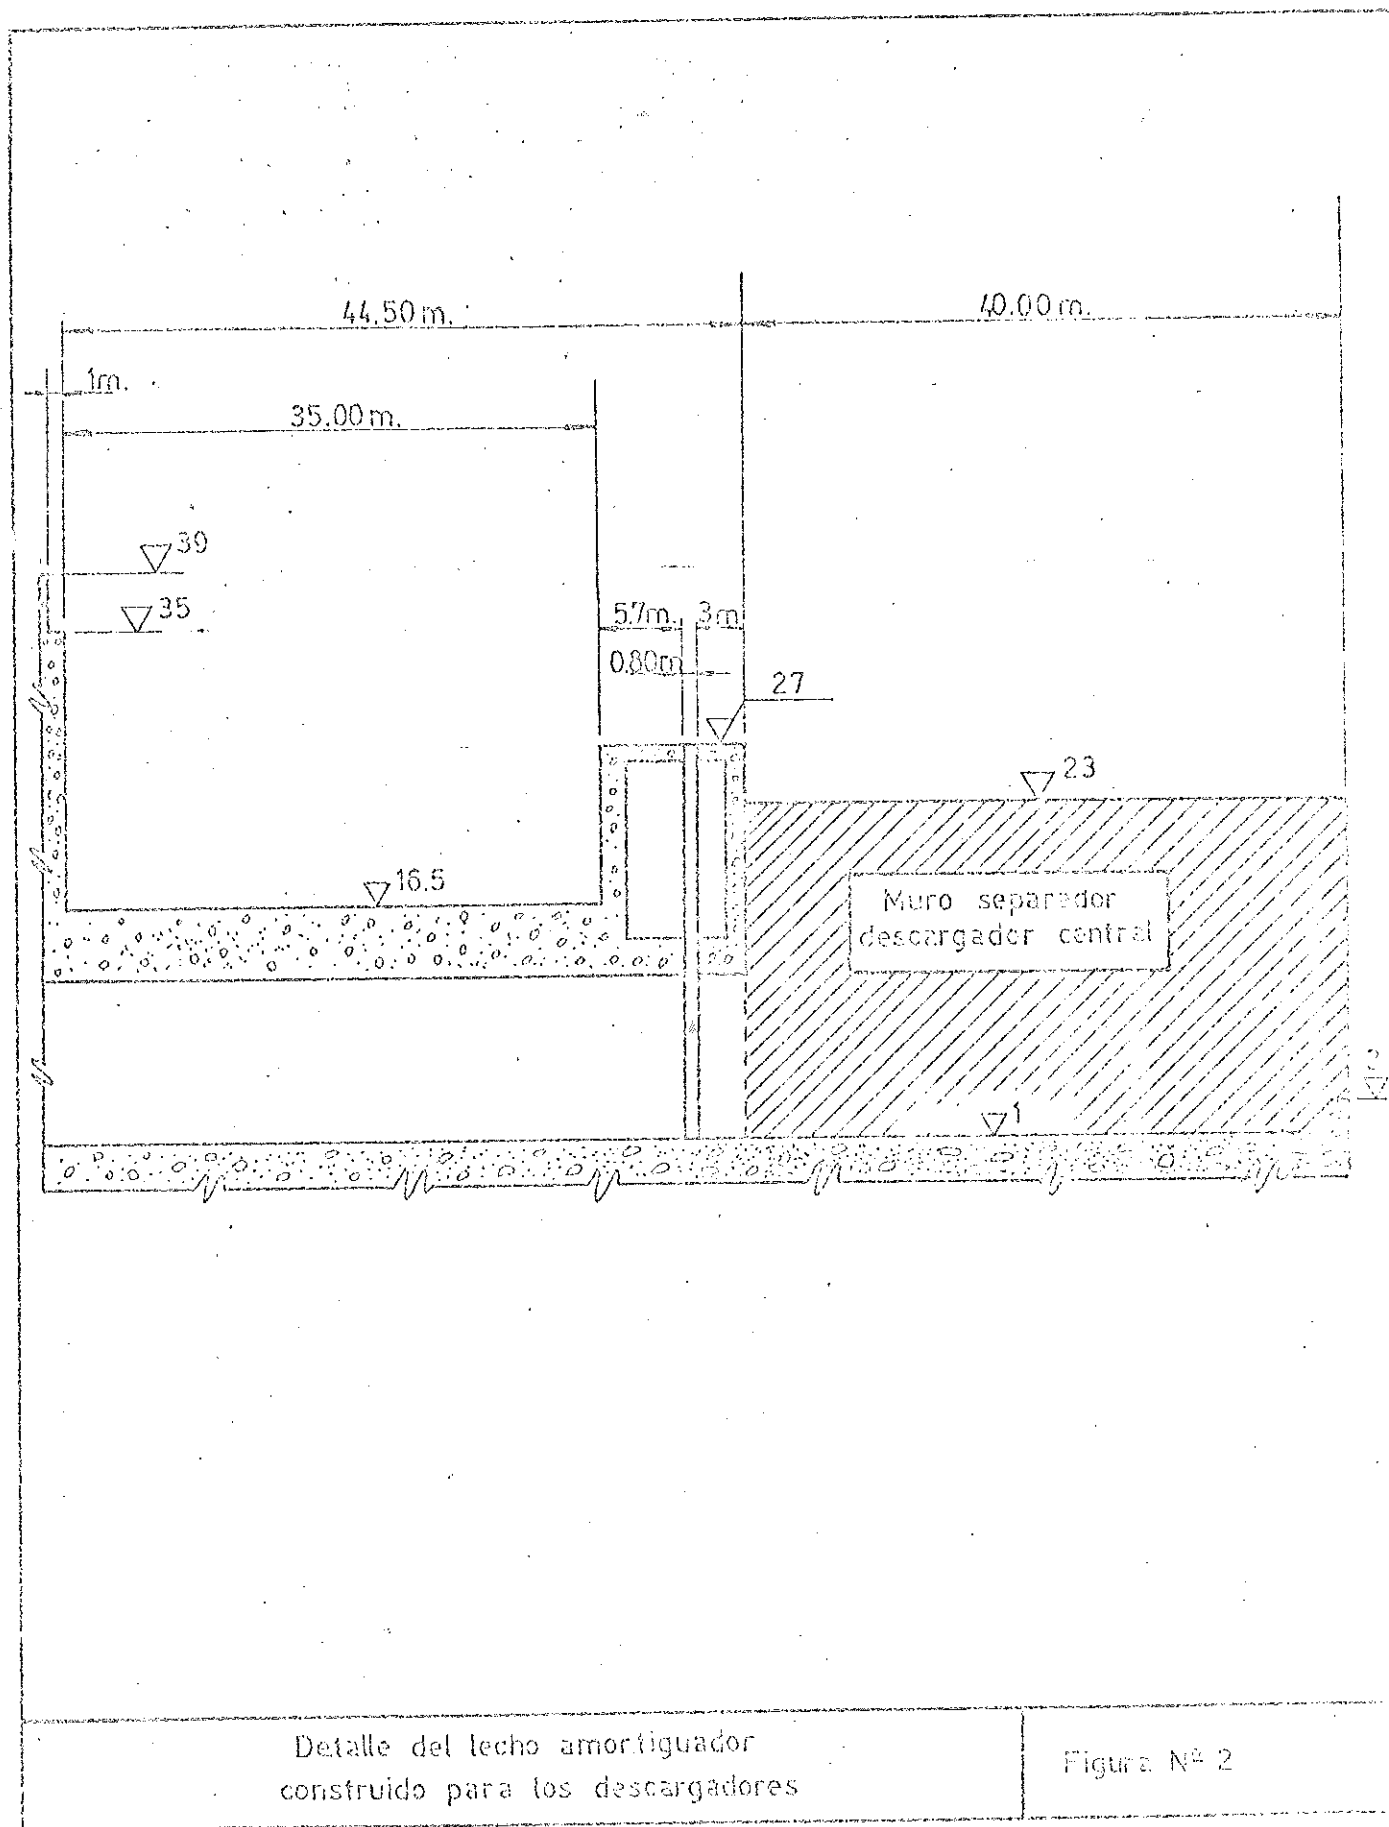 44.50 m.
40.00 m.
1m.
35.00 m.
39
35
5.7m. 3m
0.80m
27
23
16.5
Muro separador
descargador central
1
Detalle del lecho amortiguador
construido para los descargadores
Figura Nº 2